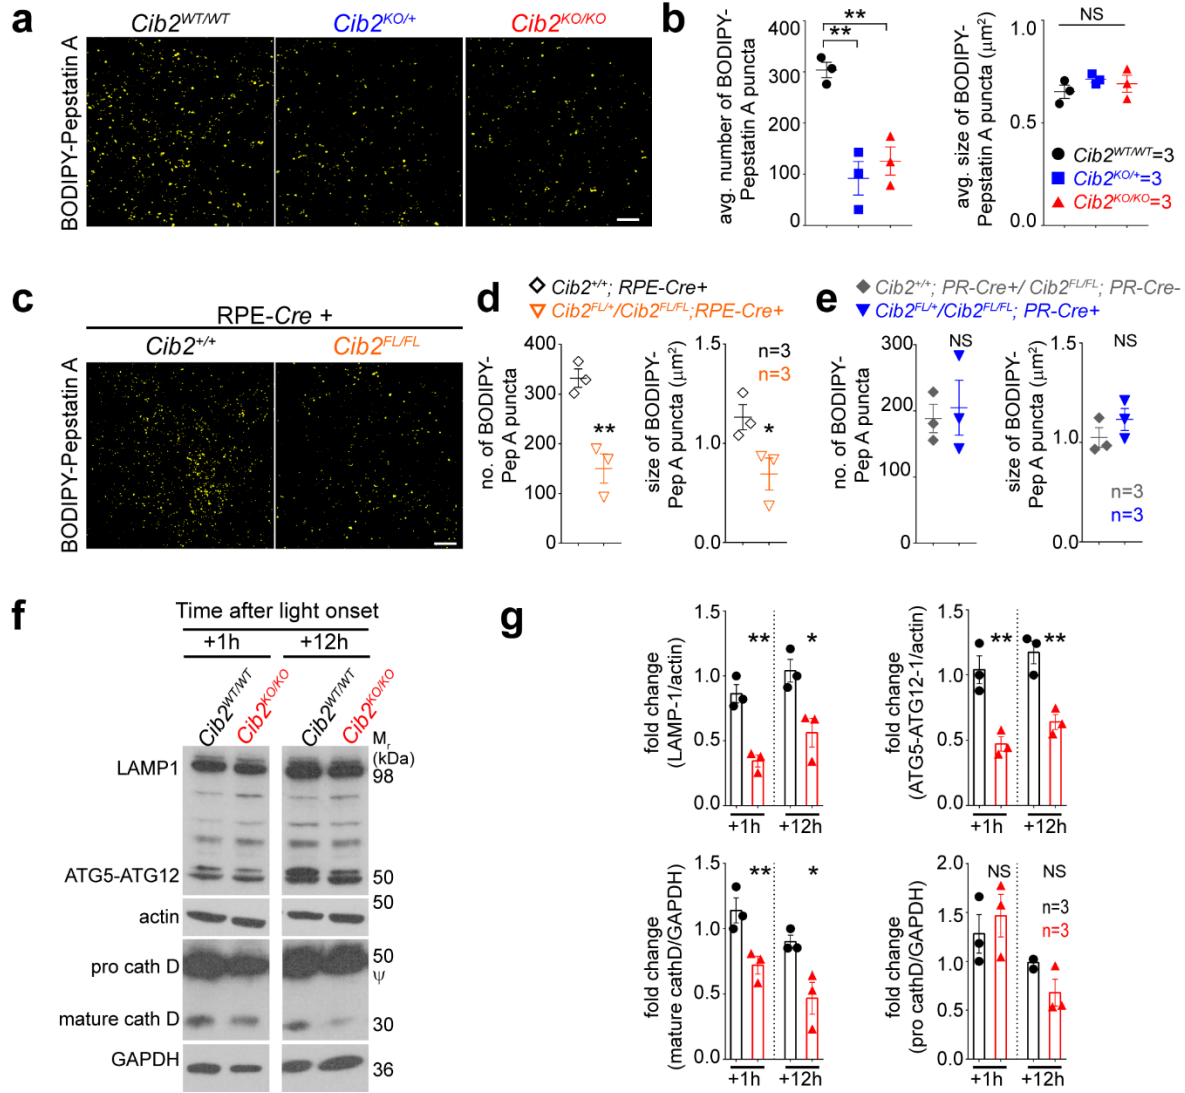 a
Cib2WT/WT
Cib2KO/+
Cib2KO/KO
BODIPY-Pepstatin A
b
avg. number of BODIPY-
Pepstatin A puncta
400
300
200
100
0
**
**
avg. size of BODIPY-
Pepstatin A puncta (μm2)
1.0
0.5
0.0
NS
Cib2WT/WT=3
Cib2KO/+=3
Cib2KO/KO=3
c
RPE-Cre +
Cib2+/+
Cib2FL/FL
BODIPY-Pepstatin A
d
Cib2+/+; RPE-Cre+
Cib2FL/+/Cib2FL/FL;RPE-Cre+
no. of BODIPY-
Pep A puncta
400
300
200
100
0
**
size of BODIPY-
Pep A puncta (μm2)
1.5
1.0
0.0
n=3
n=3
*
e
Cib2+/+; PR-Cre+/ Cib2FL/FL; PR-Cre-
Cib2FL/+/Cib2FL/FL; PR-Cre+
no. of BODIPY-
Pep A puncta
300
200
100
0
NS
size of BODIPY-
Pep A puncta (μm2)
1.5
1.0
0.0
NS
n=3
n=3
f
Time after light onset
+1h
+12h
Cib2WT/WT
Cib2KO/KO
Cib2WT/WT
Cib2KO/KO
Mr
(kDa)
LAMP1
98
ATG5-ATG12
50
50
actin
pro cath D
50
ψ
mature cath D
30
GAPDH
36
g
fold change
(LAMP-1/actin)
1.5
1.0
0.5
0.0
**
*
+1h
+12h
fold change
(ATG5-ATG12-1/actin)
1.5
1.0
0.5
0.0
**
**
+1h
+12h
fold change
(mature cathD/GAPDH)
1.5
1.0
0.5
0.0
**
*
+1h
+12h
fold change
(pro cathD/GAPDH)
2.0
1.5
1.0
0.5
0.0
NS
NS
n=3
n=3
+1h
+12h